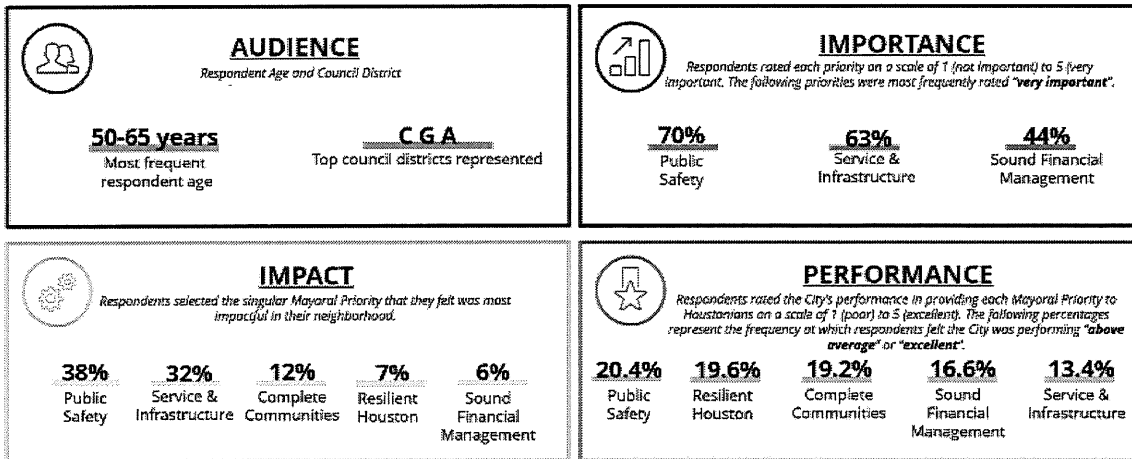 AUDIENCE
Respondent Age and Council District
50-65 years
Most frequent
respondent age
C G A
Top council districts represented
IMPORTANCE
Respondents rated each priority on a scale of 1 (not important) to 5 (very
important. The following priorities were most frequently rated "very important".
70%
Public
Safety
63%
Service &
Infrastructure
44%
Sound Financial
Management
IMPACT
Respondents selected the singular Mayoral Priority that they felt was most
impactful in their neighborhood.
38%
Public
Safety
32%
Service &
Infrastructure
12%
Complete
Communities
7%
Resilient
Houston
6%
Sound
Financial
Management
PERFORMANCE
Respondents rated the City's performance in providing each Mayoral Priority to
Houstonians on a scale of 1 (poor) to 5 (excellent). The following percentages
represent the frequency at which respondents felt the City was performing "above
average" or "excellent".
20.4%
Public
Safety
19.6%
Resilient
Houston
19.2%
Complete
Communities
16.6%
Sound
Financial
Management
13.4%
Service &
Infrastructure